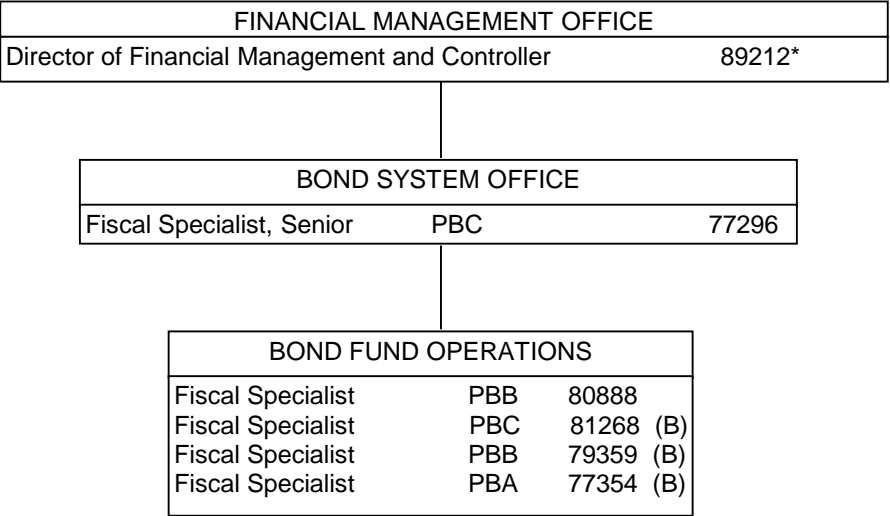 FINANCIAL MANAGEMENT OFFICE
Director of Financial Management and Controller 89212*
BOND SYSTEM OFFICE
Fiscal Specialist, Senior PBC 77296
BOND FUND OPERATIONS
Fiscal Specialist PBB 80888
Fiscal Specialist PBC 81268 (B)
Fiscal Specialist PBB 79359 (B)
Fiscal Specialist PBA 77354 (B)